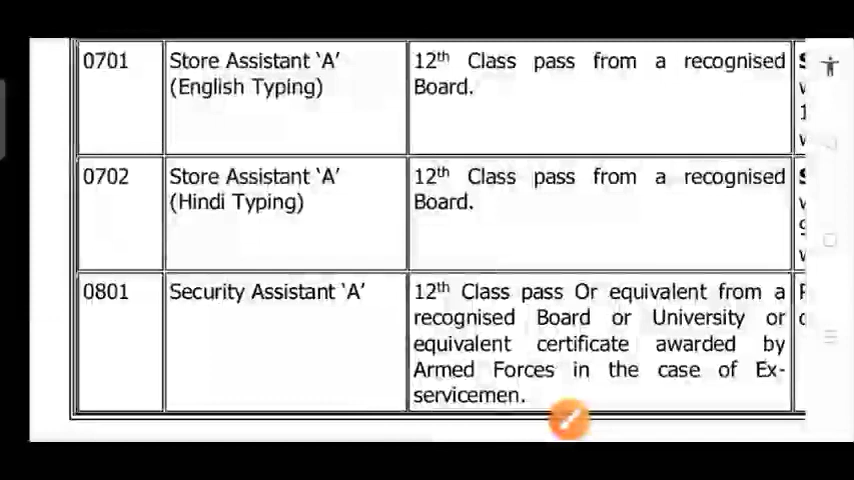 0701 Store Assistant ‘A’ 12th Class pass from a recognised
(English Typing) Board.
0702 Store Assistant ‘A’ 12th Class pass from a recognised
(Hindi Typing) Board.
0801 Security Assistant ‘A’ 12th Class pass Or equivalent from a
recognised Board or University or
equivalent certificate awarded by
Armed Forces in the case of Ex-
servicemen.